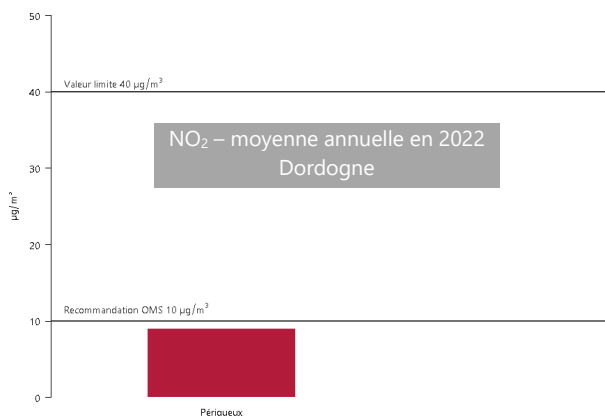 50
Valeur limite 40 µg/m³
40
NO₂ – moyenne annuelle en 2022
Dordogne
30
µg/m³
20
Recommandation OMS 10 µg/m³
10
0
Périgueux